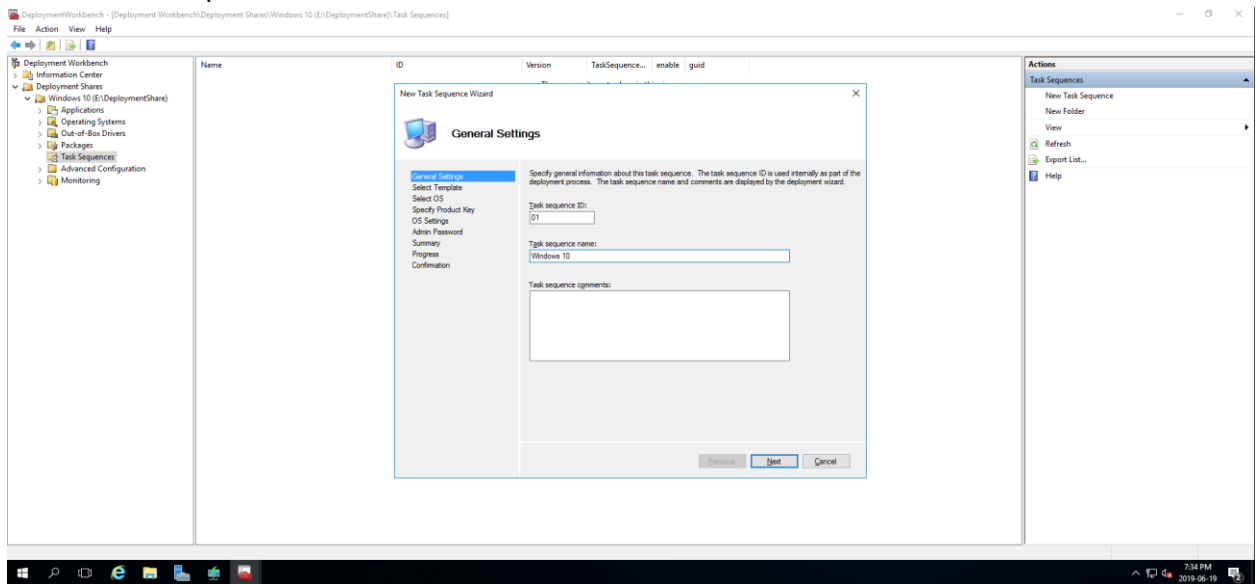 DeploymentWorkbench - [Deployment Workbench\Deployment Shares\Windows 10 (E:\DeploymentShare)\Task Sequences]
File Action View Help
Deployment Workbench
Information Center
Deployment Shares
Windows 10 (E:\DeploymentShare)
Applications
Operating Systems
Out-of-Box Drivers
Packages
Task Sequences
Advanced Configuration
Monitoring
Name ID Version TaskSequence... enable guid
New Task Sequence Wizard
General Settings
General Settings
Select Template
Select OS
Specify Product Key
OS Settings
Admin Password
Summary
Progress
Confirmation
Specify general information about this task sequence. The task sequence ID is used internally as part of the
deployment process. The task sequence name and comments are displayed by the deployment wizard.
Task sequence ID:
01
Task sequence name:
Windows 10
Task sequence comments:
Previous Next Cancel
Actions
Task Sequences
New Task Sequence
New Folder
View
Refresh
Export List...
Help
7:34 PM
2019-06-19